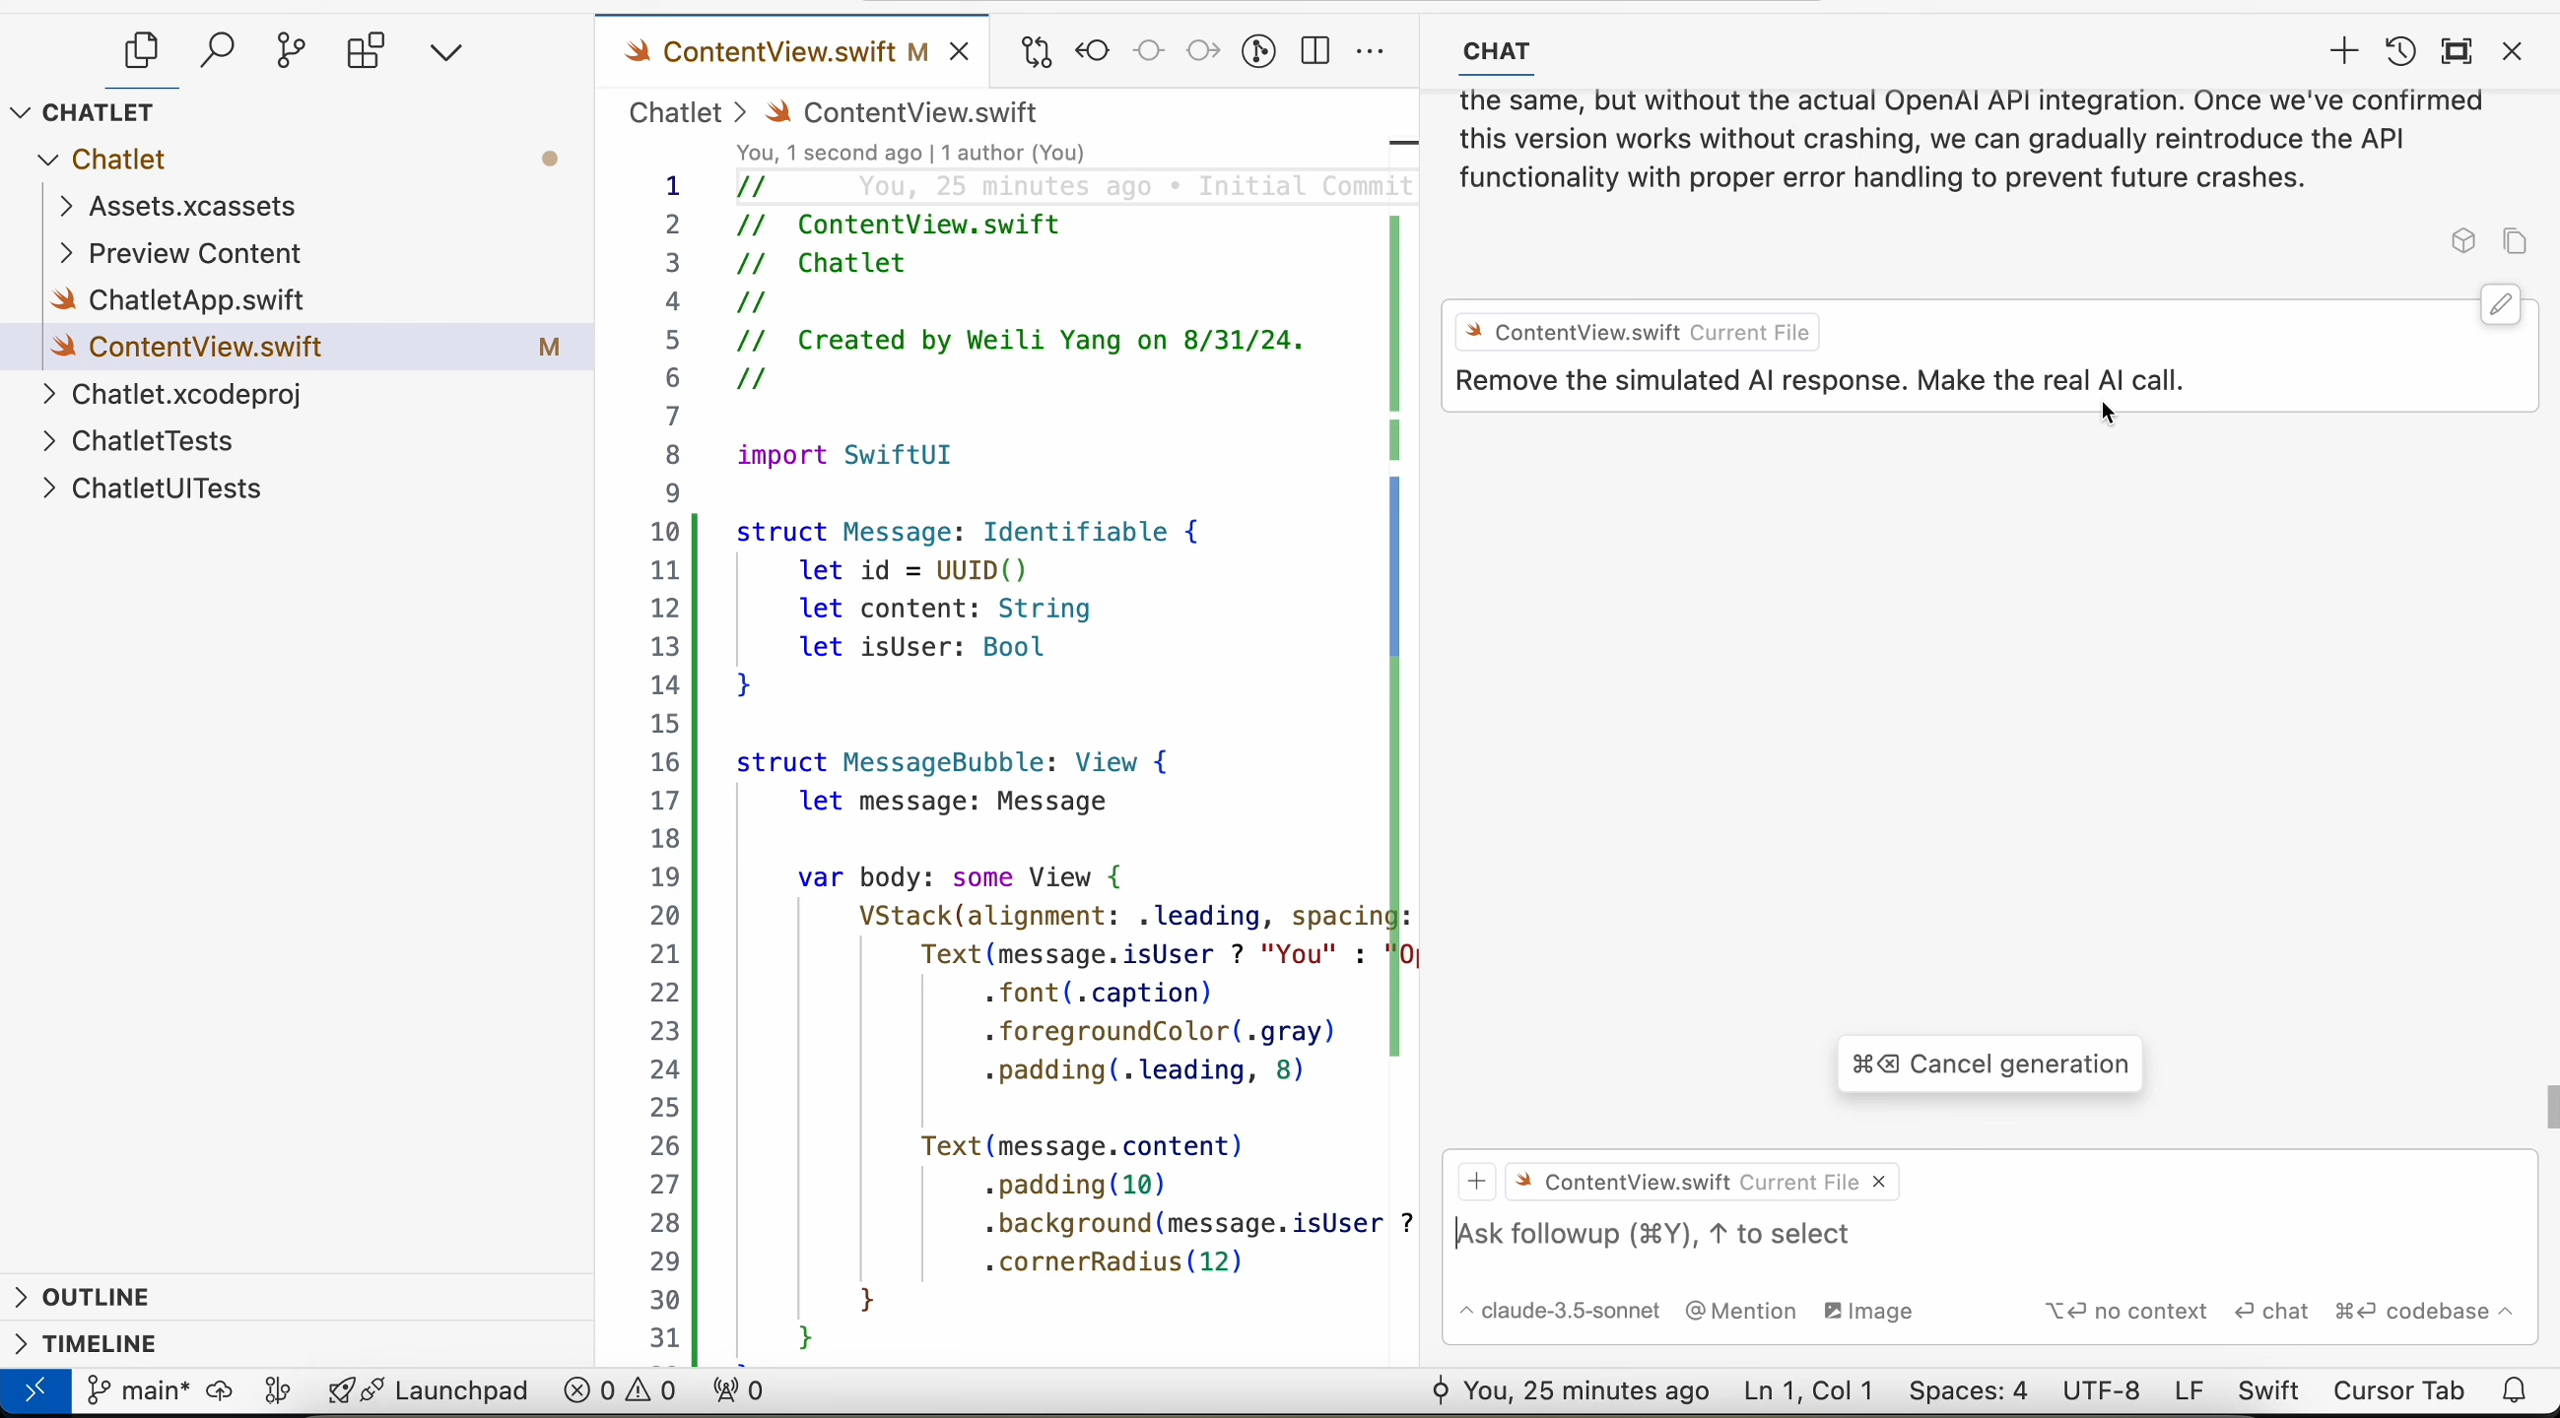 ContentView.swift M
CHAT
CHATLET
Chatlet
Assets.xcassets
Preview Content
ChatletApp.swift
ContentView.swift M
Chatlet.xcodeproj
ChatletTests
ChatletUITests
OUTLINE
TIMELINE
Chatlet > ContentView.swift
You, 1 second ago | 1 author (You)
1 // You, 25 minutes ago • Initial Commit
2 // ContentView.swift
3 // Chatlet
4 //
5 // Created by Weili Yang on 8/31/24.
6 //
7
8 import SwiftUI
9
10 struct Message: Identifiable {
11 let id = UUID()
12 let content: String
13 let isUser: Bool
14 }
15
16 struct MessageBubble: View {
17 let message: Message
18
19 var body: some View {
20 VStack(alignment: .leading, spacing:
21 Text(message.isUser ? "You" : "Op
22 .font(.caption)
23 .foregroundColor(.gray)
24 .padding(.leading, 8)
25
26 Text(message.content)
27 .padding(10)
28 .background(message.isUser ?
29 .cornerRadius(12)
30 }
31 }
the same, but without the actual OpenAI API integration. Once we've confirmed
this version works without crashing, we can gradually reintroduce the API
functionality with proper error handling to prevent future crashes.
ContentView.swift Current File
Remove the simulated AI response. Make the real AI call.
⌘⌫ Cancel generation
+ ContentView.swift Current File ×
Ask followup (⌘Y), ↑ to select
claude-3.5-sonnet @ Mention Image ⌥⏎ no context ⏎ chat ⌘⏎ codebase
main* Launchpad 0 0 0 You, 25 minutes ago Ln 1, Col 1 Spaces: 4 UTF-8 LF Swift Cursor Tab